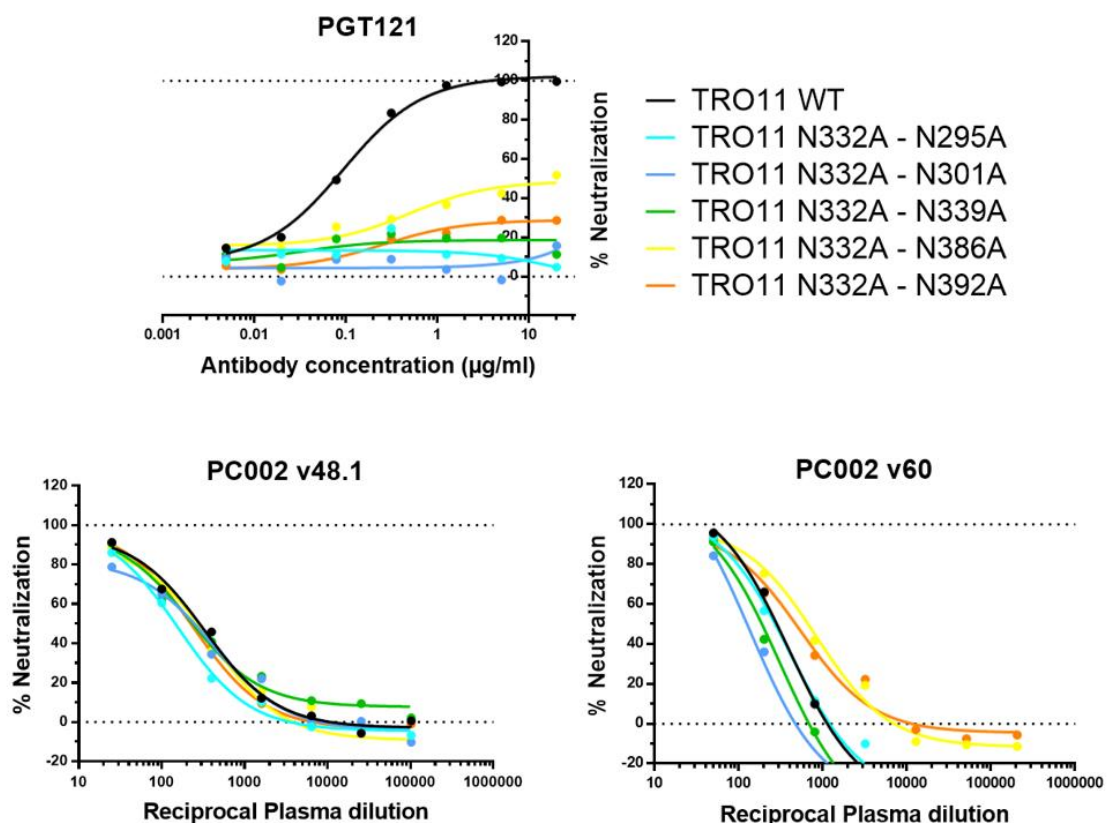 PGT121
120
100
80
60
40
20
0
% Neutralization
0.001
0.01
0.1
1
10
Antibody concentration (µg/ml)
TRO11 WT
TRO11 N332A - N295A
TRO11 N332A - N301A
TRO11 N332A - N339A
TRO11 N332A - N386A
TRO11 N332A - N392A
PC002 v48.1
120
100
80
60
40
20
0
-20
% Neutralization
10
100
1000
10000
100000
1000000
Reciprocal Plasma dilution
PC002 v60
120
100
80
60
40
20
0
-20
% Neutralization
10
100
1000
10000
100000
1000000
Reciprocal Plasma dilution